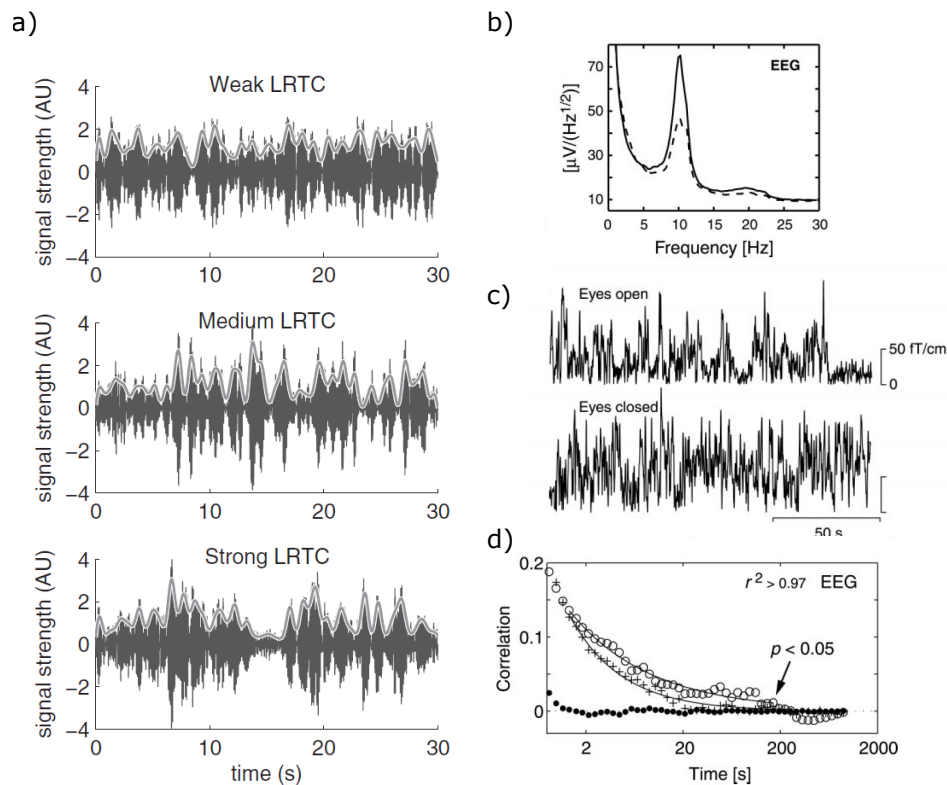 a)
Weak LRTC
signal strength (AU)
4
2
0
−2
−4
0 10 20 30
Medium LRTC
signal strength (AU)
4
2
0
−2
−4
0 10 20 30
Strong LRTC
signal strength (AU)
4
2
0
−2
−4
0 10 20 30
time (s)
b)
EEG
[µV/(Hz1/2)]
70
50
30
10
0 5 10 15 20 25 30
Frequency [Hz]
c)
Eyes open
50 fT/cm
0
Eyes closed
50 s
d)
r2 > 0.97 EEG
p < 0.05
Correlation
0.2
0.1
0
2 20 200 2000
Time [s]